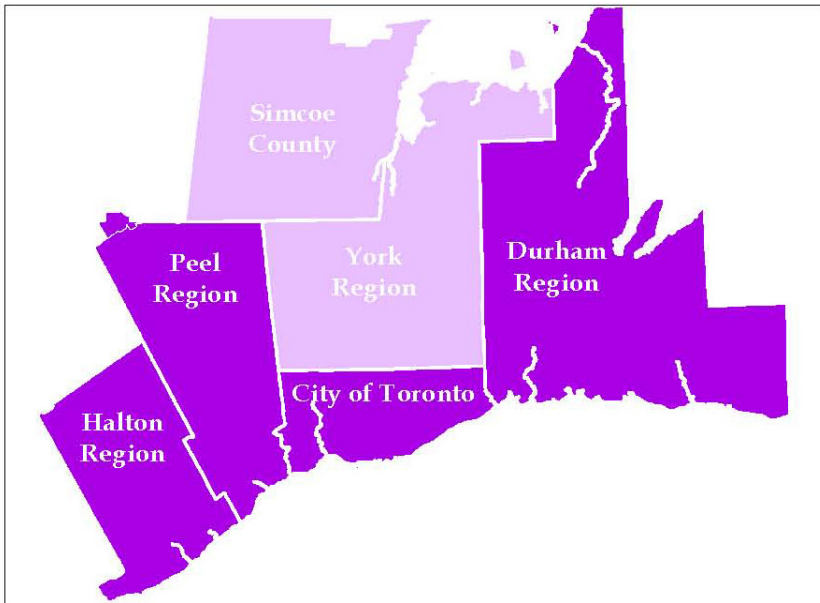 Simcoe
County
Peel
Region
York
Region
Durham
Region
City of Toronto
Halton
Region